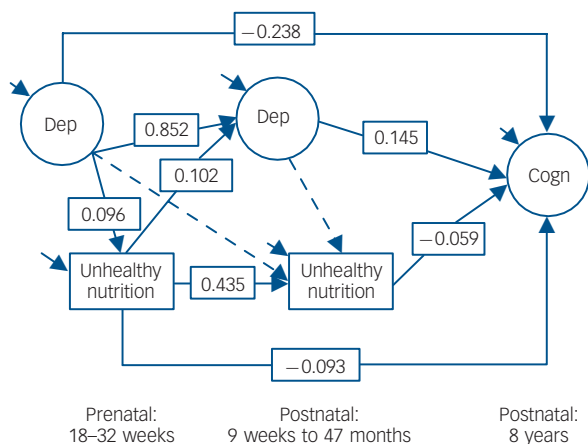 −0.238
Dep
Dep
0.852
0.145
0.102
Cogn
0.096
−0.059
Unhealthy
nutrition
Unhealthy
nutrition
0.435
−0.093
Prenatal:
18–32 weeks
Postnatal:
9 weeks to 47 months
Postnatal:
8 years